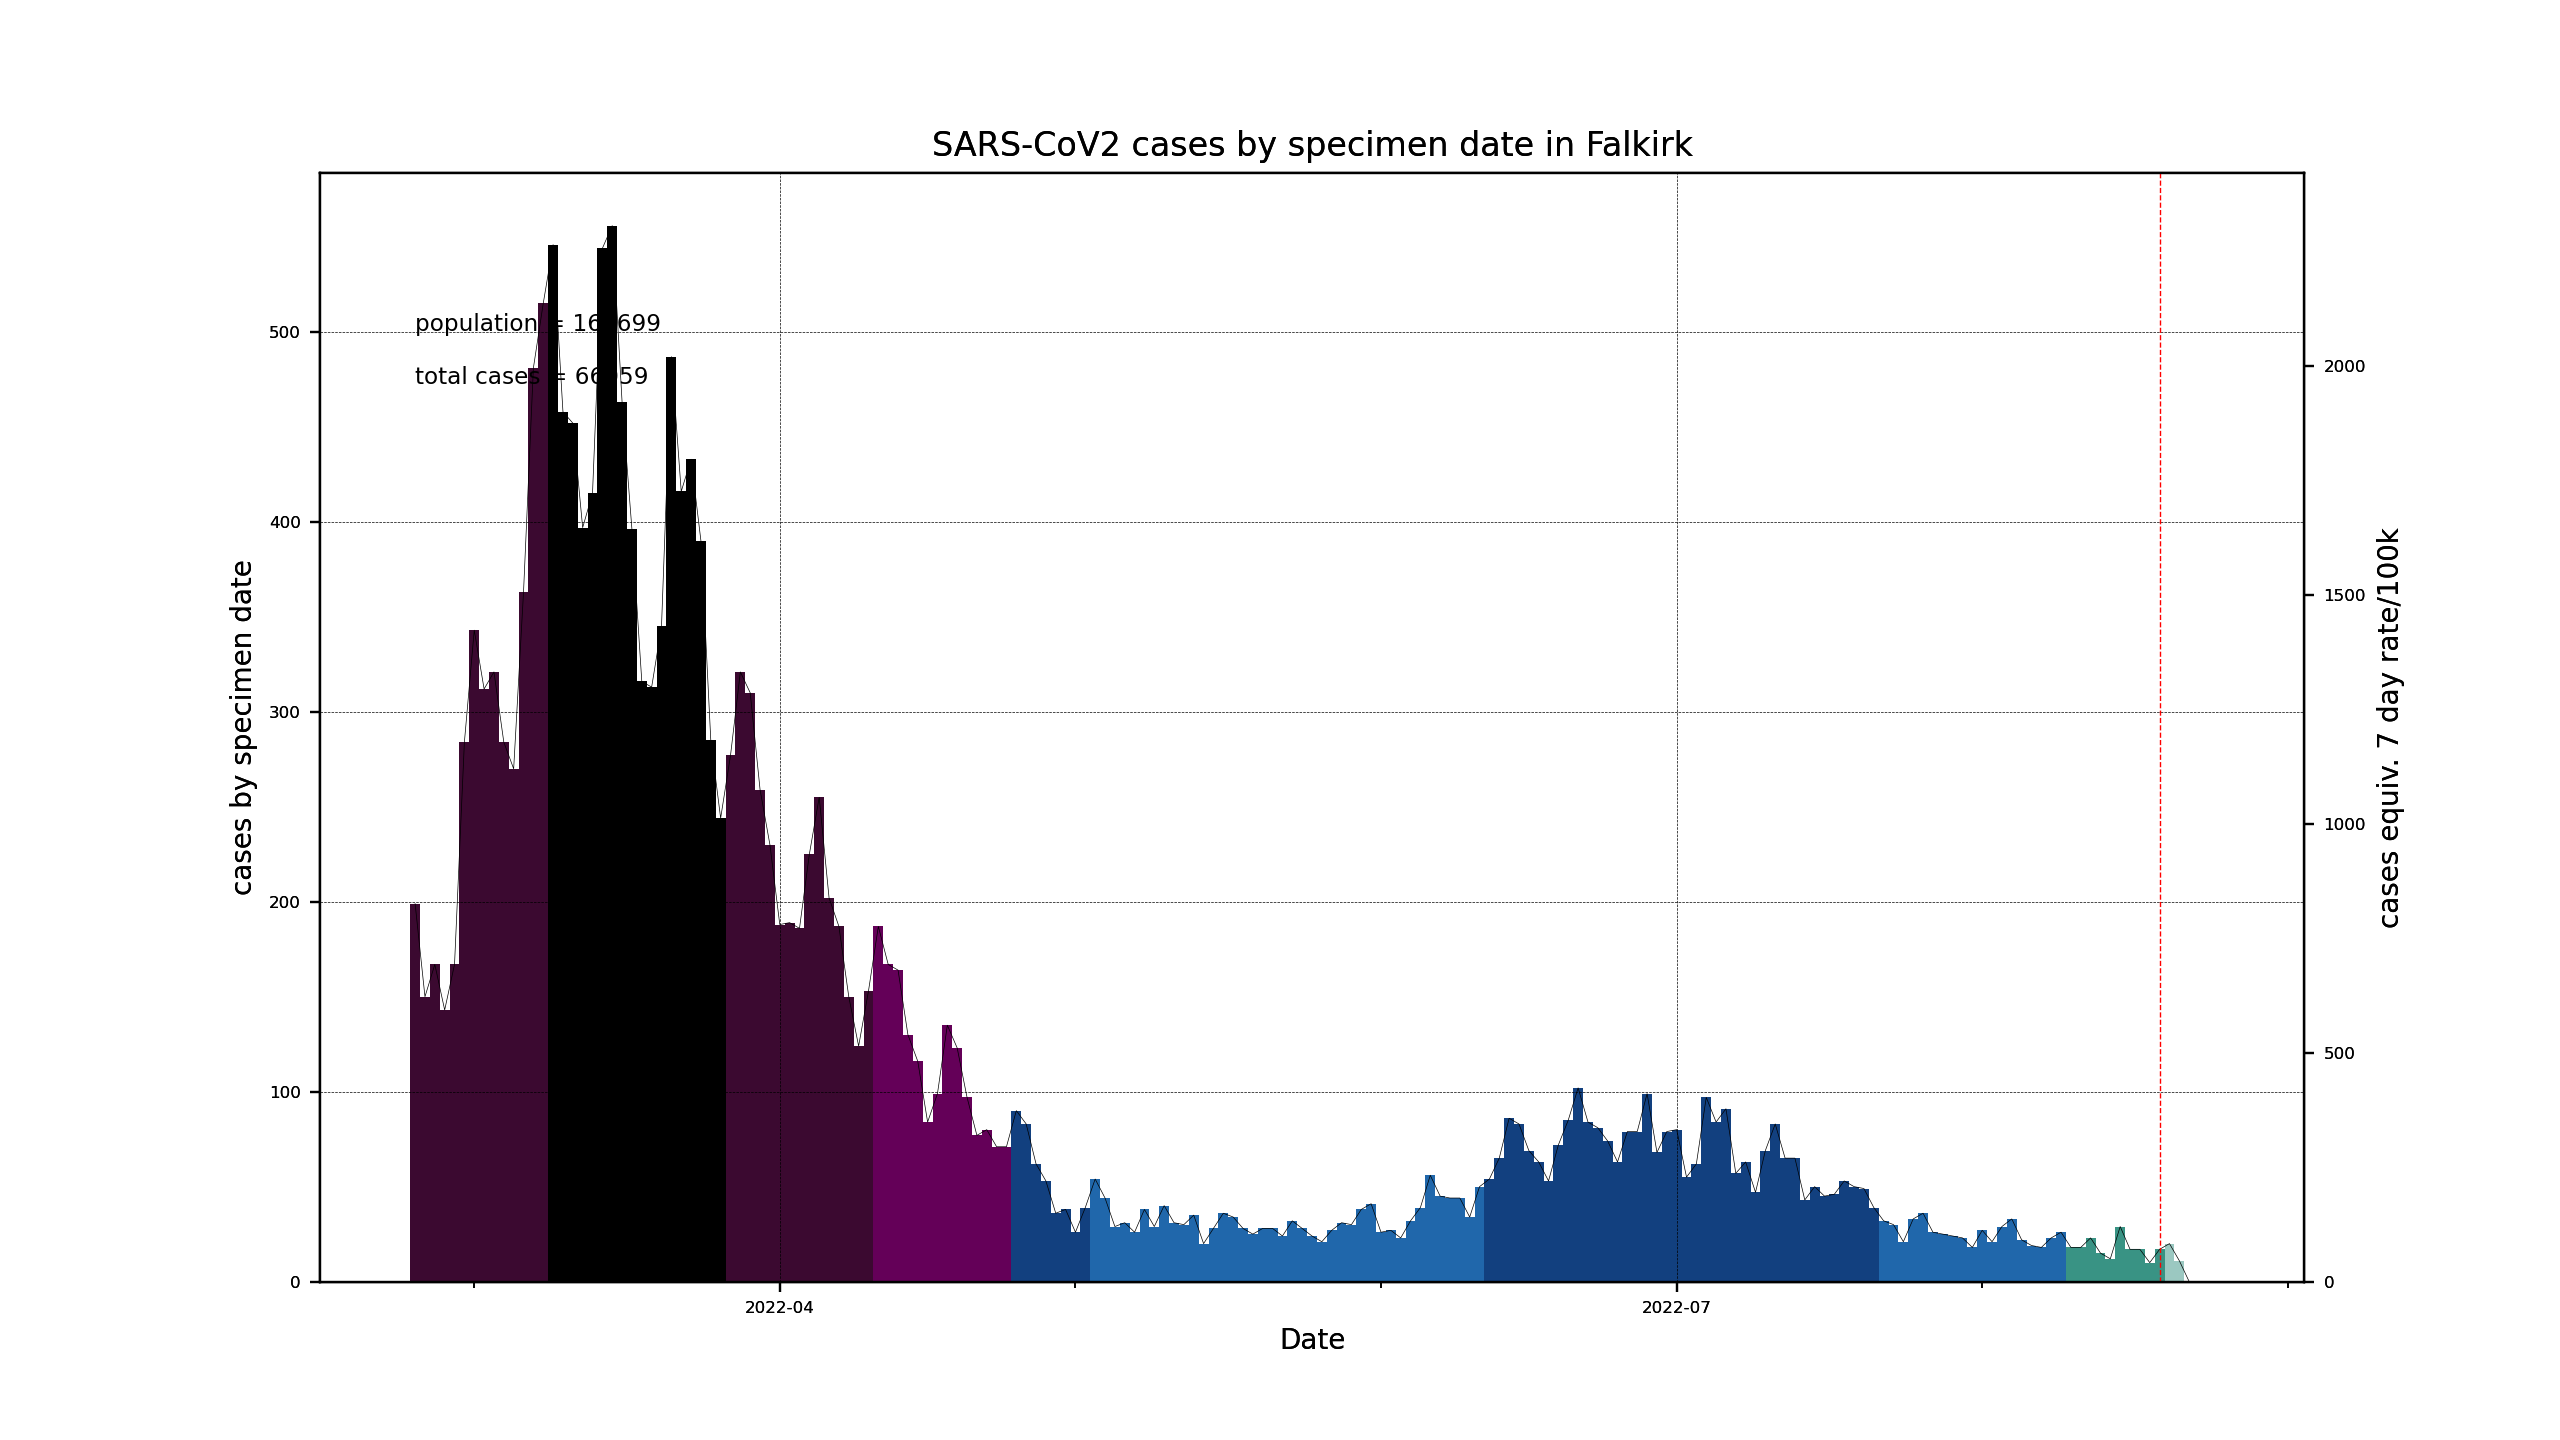 SARS-CoV2 cases by specimen date in Falkirk
population =
total cases =
cases by specimen date
500
400
300
200
100
0
2000
1500
1000
500
0
cases equiv. 7 day rate/100k
2022-04
2022-07
Date